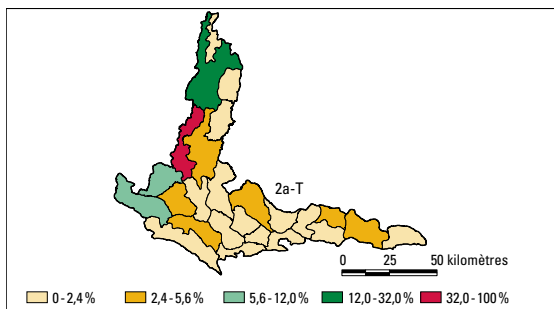 2a-T
0 25 50 kilomètres
0 - 2,4 % 2,4 - 5,6 % 5,6 - 12,0 % 12,0 - 32,0 % 32,0 - 100 %